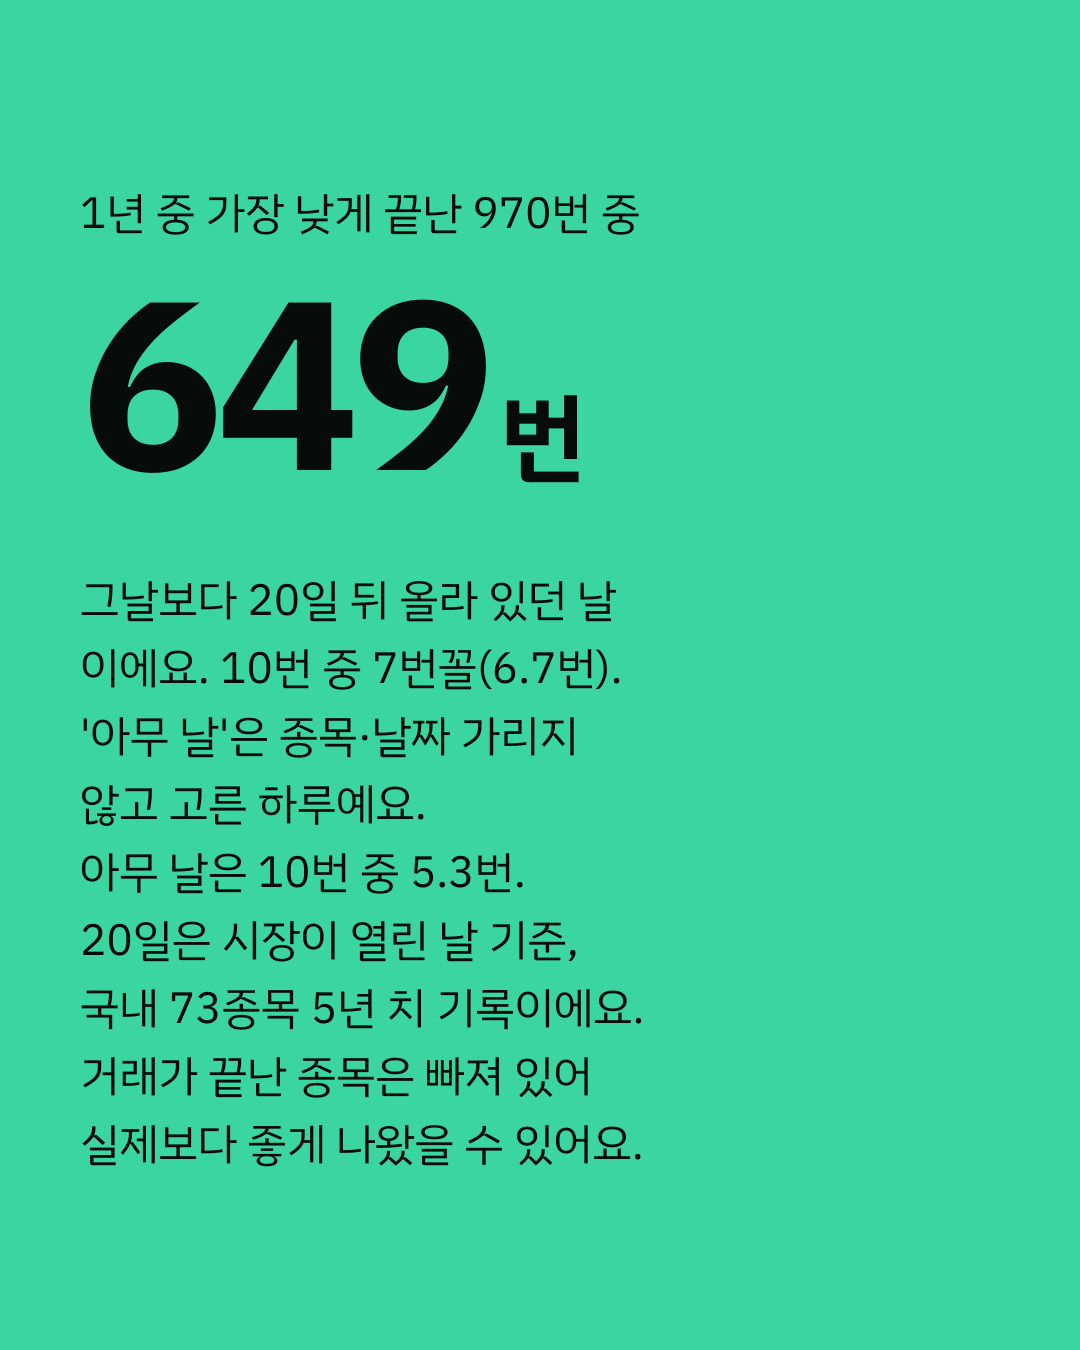 1년 중 가장 낮게 끝난 970번 중
649번
그날보다 20일 뒤 올라 있던 날
이에요. 10번 중 7번꼴(6.7번).
'아무 날'은 종목·날짜 가리지
않고 고른 하루예요.
아무 날은 10번 중 5.3번.
20일은 시장이 열린 날 기준,
국내 73종목 5년 치 기록이에요.
거래가 끝난 종목은 빠져 있어
실제보다 좋게 나왔을 수 있어요.